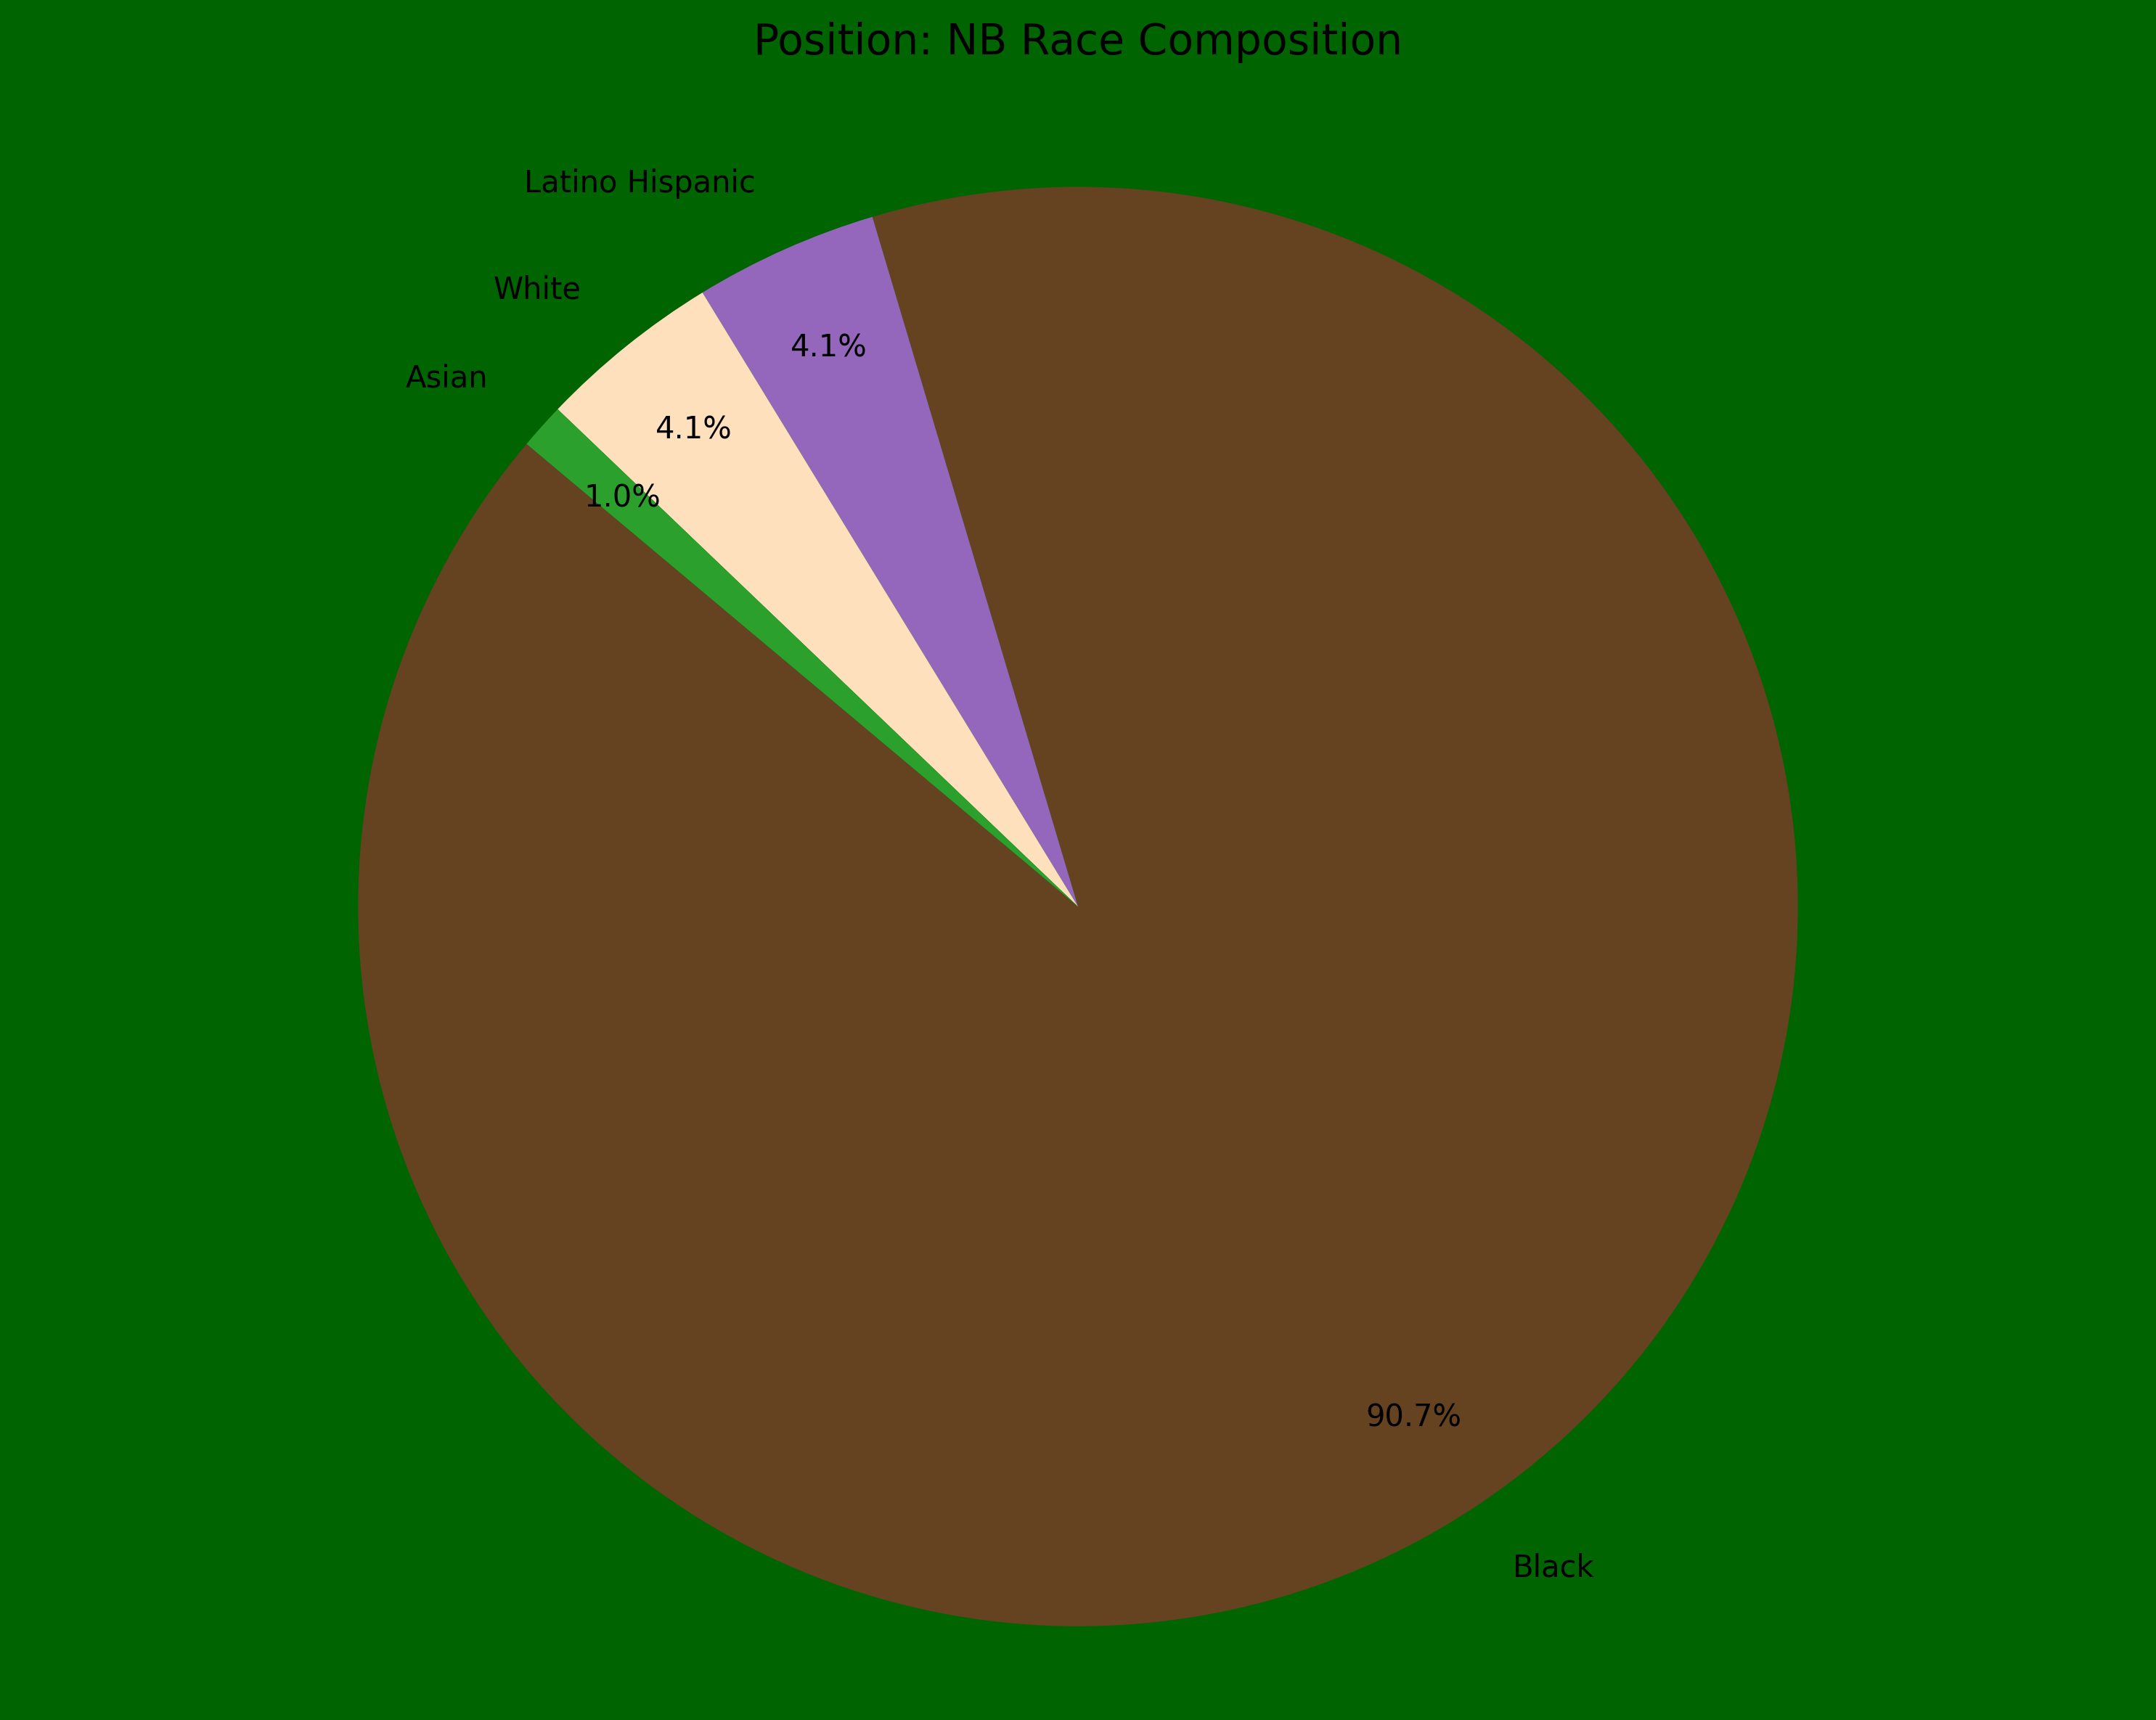 Position: NB Race Composition
Latino Hispanic
White
4.1%
Asian
4.1%
1.0%
90.7%
Black